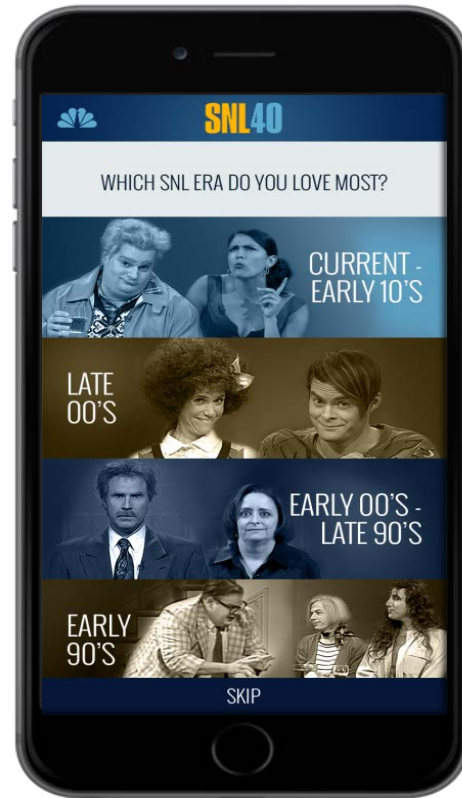 SNL40
WHICH SNL ERA DO YOU LOVE MOST?
CURRENT -
EARLY 10'S
LATE
00'S
EARLY 00'S -
LATE 90'S
EARLY
90'S
SKIP